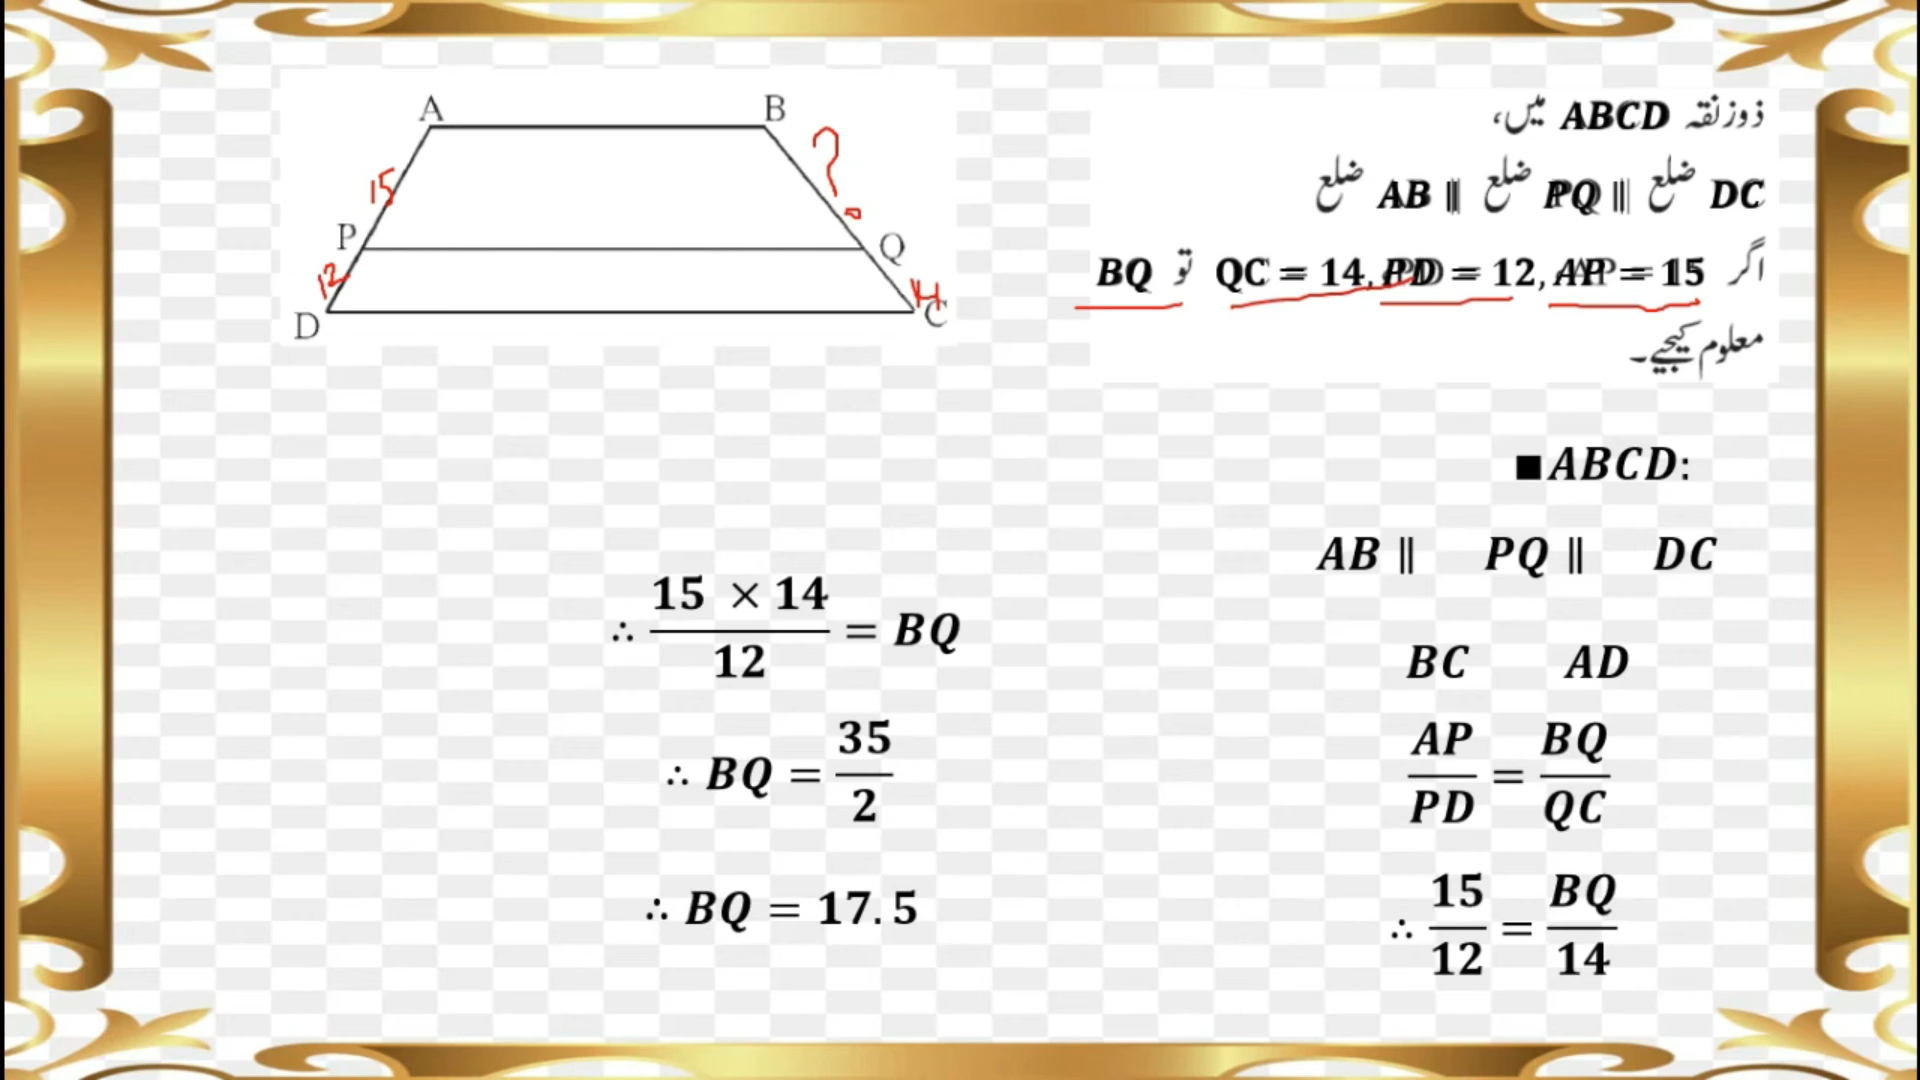 A B
15 ?
P Q
12 14
D C
ذوزنقہ ABCD میں،
ضلع AB ∥ ضلع PQ ∥ ضلع DC
اگر AP = 15, PD = 12, QC = 14 تو BQ
معلوم کیجیے۔
■ABCD:
AB ∥ PQ ∥ DC
BC AD
AP/PD = BQ/QC
∴ 15/12 = BQ/14
∴ 15 × 14/12 = BQ
∴ BQ = 35/2
∴ BQ = 17.5